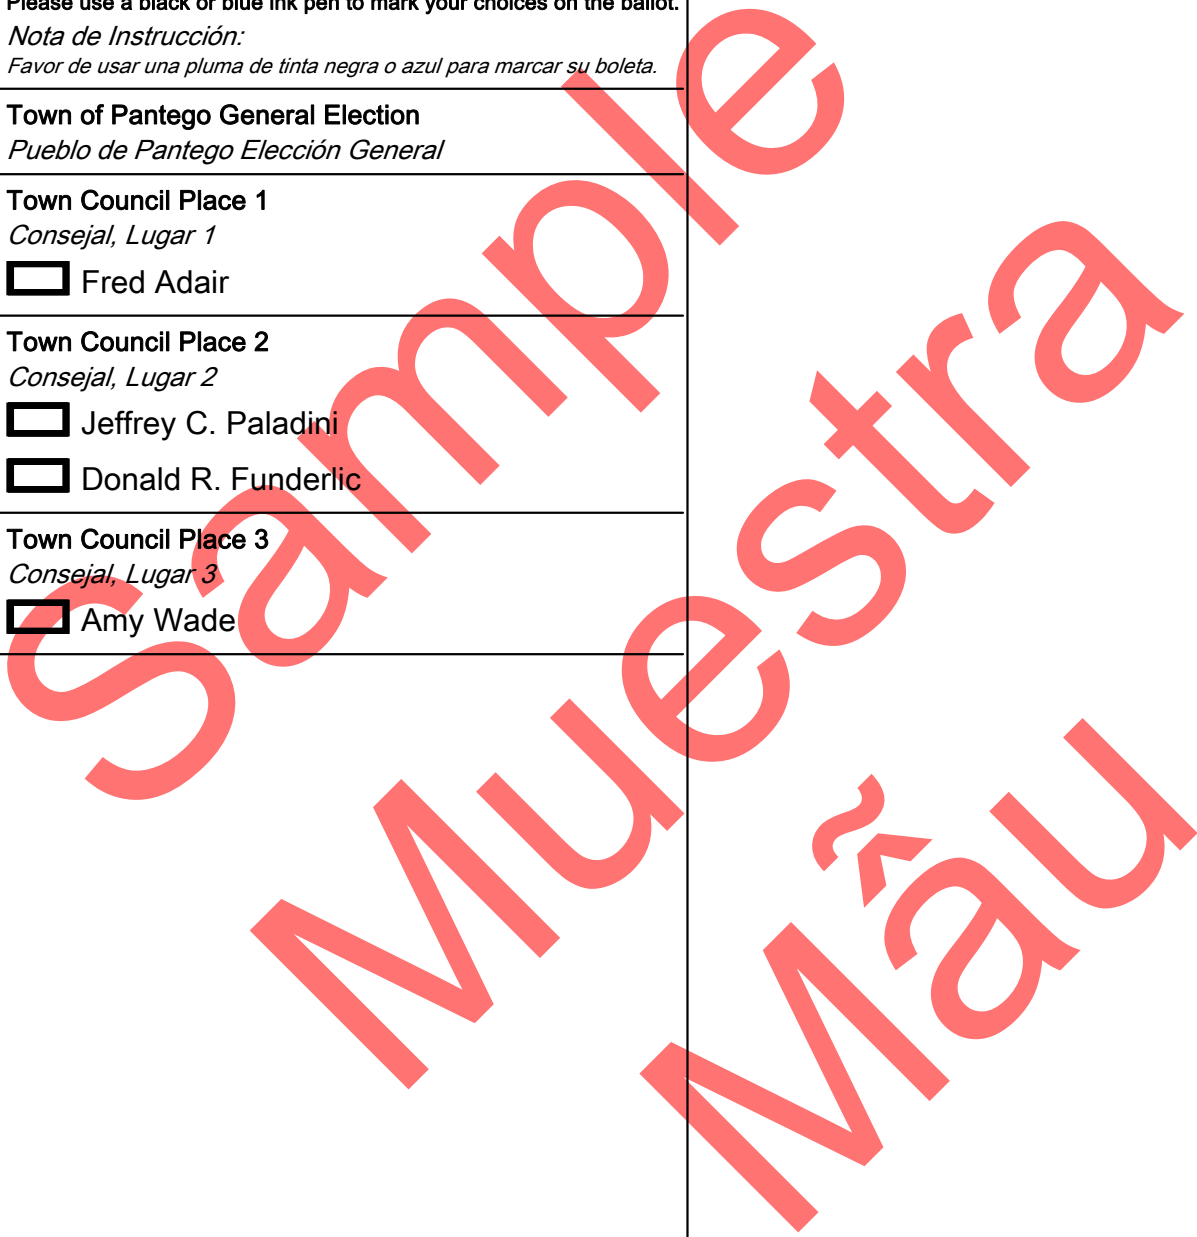 Please use a black or blue ink pen to mark your choices on the ballot.
Nota de Instrucción:
Favor de usar una pluma de tinta negra o azul para marcar su boleta.
Town of Pantego General Election
Pueblo de Pantego Elección General
Town Council Place 1
Consejal, Lugar 1
Fred Adair
Town Council Place 2
Consejal, Lugar 2
Jeffrey C. Paladini
Donald R. Funderlic
Town Council Place 3
Consejal, Lugar 3
Amy Wade
Sample
Muestra
Mẫu